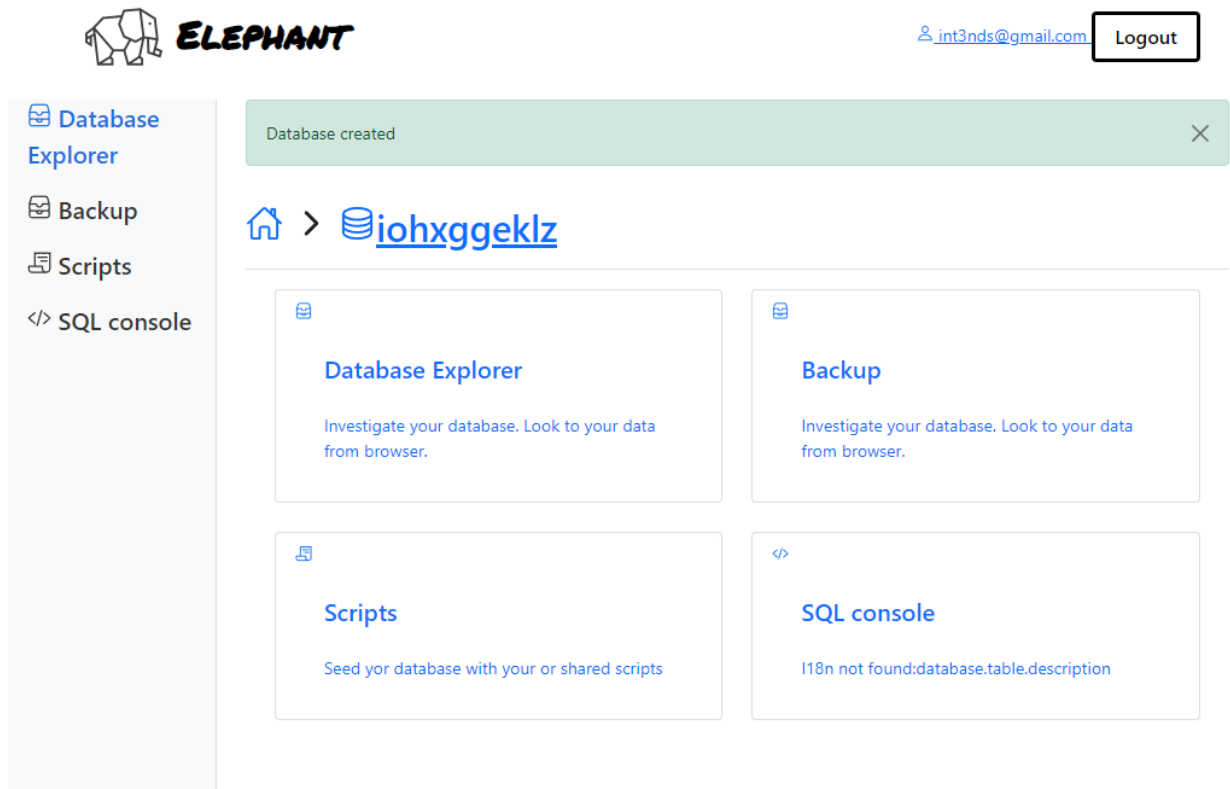 ELEPHANT
int3nds@gmail.com
Logout
Database
Explorer
Backup
Scripts
</> SQL console
Database created
iohxggeklz
Database Explorer
Investigate your database. Look to your data
from browser.
Backup
Investigate your database. Look to your data
from browser.
Scripts
Seed yor database with your or shared scripts
</>
SQL console
I18n not found:database.table.description